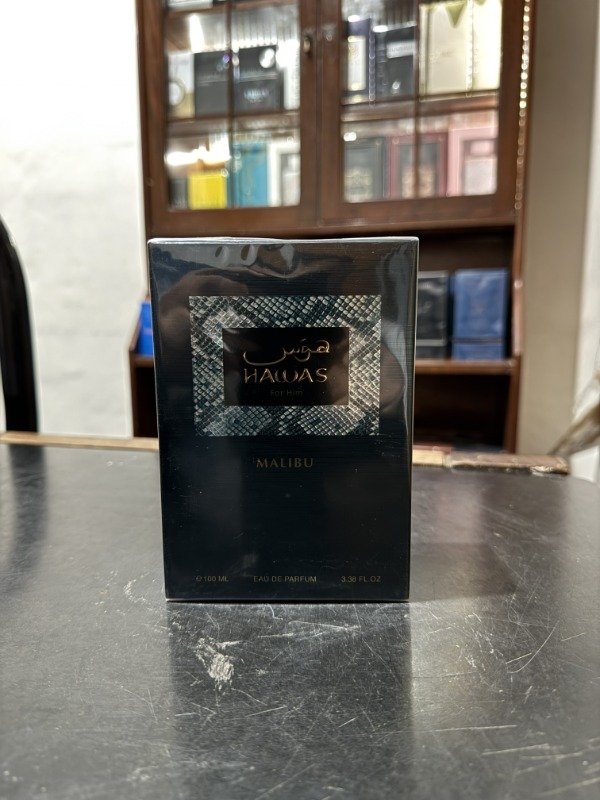 هوس
HAWAS
For Him
MALIBU
℮100 ML EAU DE PARFUM 3.38 FL.OZ